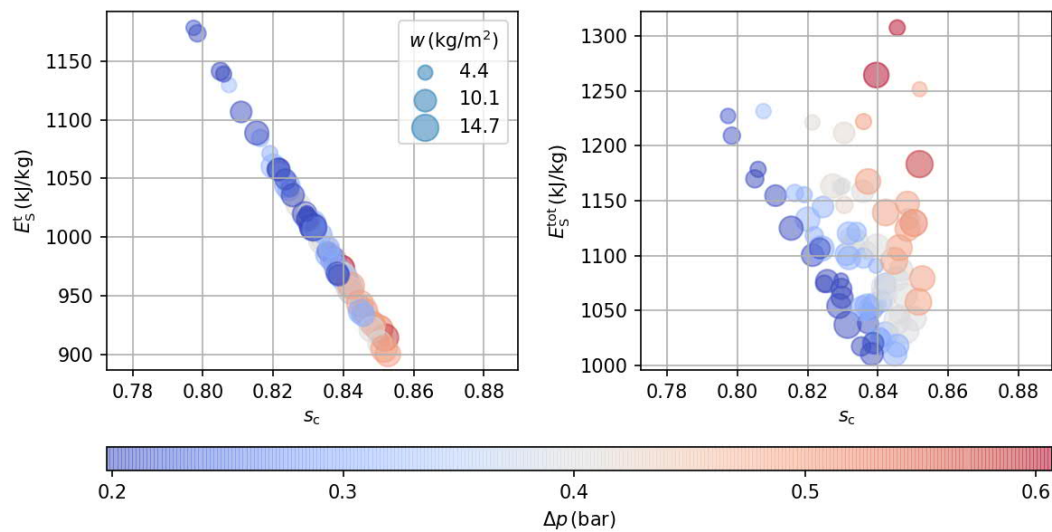 w (kg/m²)
4.4
10.1
14.7
1150
1100
1050
1000
950
900
E_S^t (kJ/kg)
0.78 0.80 0.82 0.84 0.86 0.88
s_c
1300
1250
1200
1150
1100
1050
1000
E_S^tot (kJ/kg)
0.78 0.80 0.82 0.84 0.86 0.88
s_c
0.2 0.3 0.4 0.5 0.6
Δp (bar)